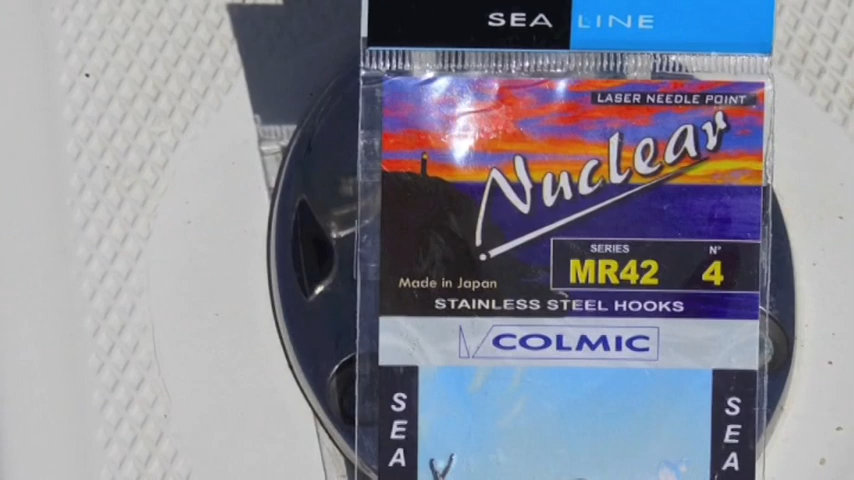 SEA LINE
LASER NEEDLE POINT
Nuclear
SERIES N°
MR42 4
Made in Japan
STAINLESS STEEL HOOKS
COLMIC
SEA
SEA